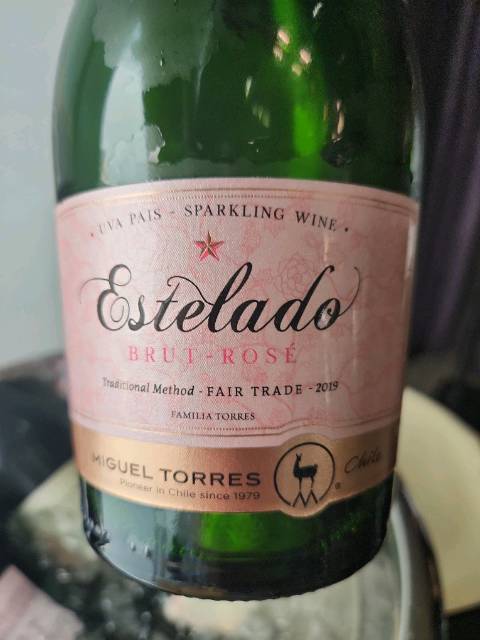 • UVA PAIS - SPARKLING WINE •
Estelado
BRUT-ROSÉ
Traditional Method - FAIR TRADE - 2019
FAMILIA TORRES
MIGUEL TORRES
Pioneer in Chile since 1979
® Chile